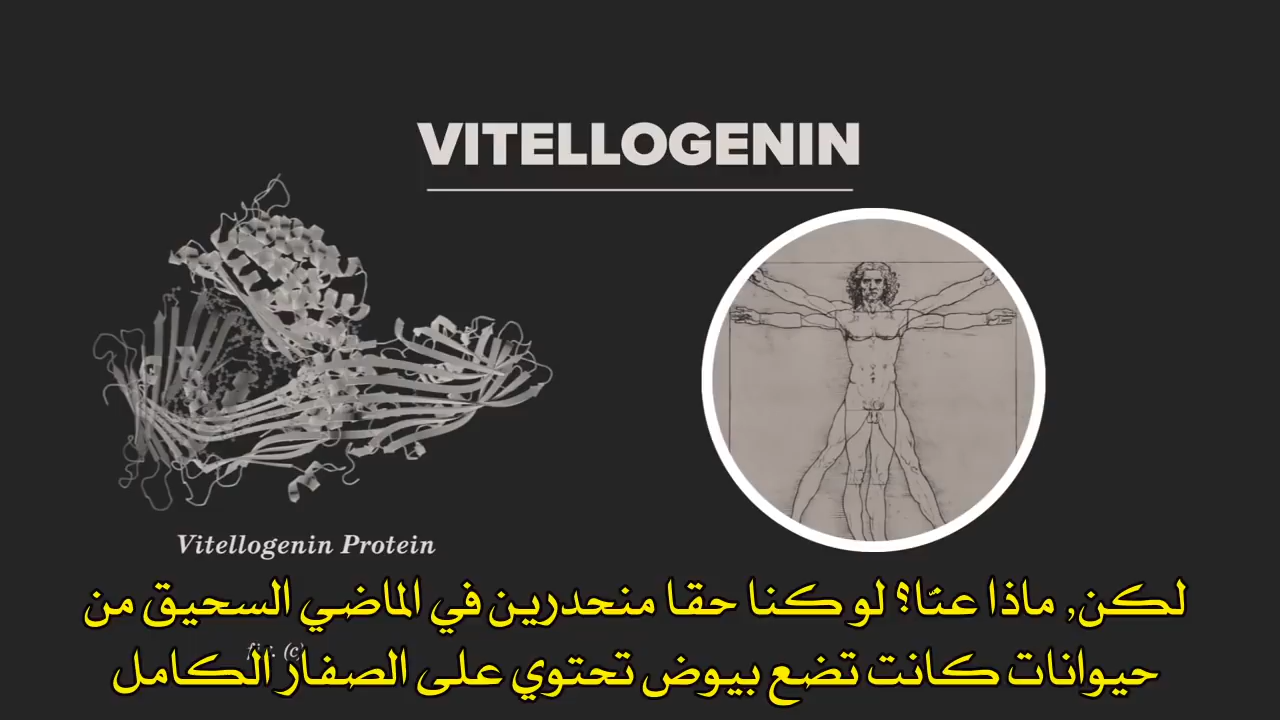 VITELLOGENIN
Vitellogenin Protein
لكن, ماذا عنّا؟ لو كنا حقا منحدرين في الماضي السحيق من
حيوانات كانت تضع بيوض تحتوي على الصفار الكامل